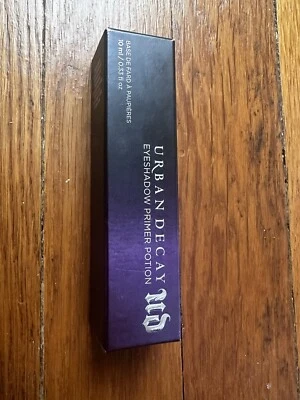 URBAN DECAY
EYESHADOW PRIMER POTION
UD
BASE DE FARD À PAUPIÈRES
10 ml / 0.33 fl oz